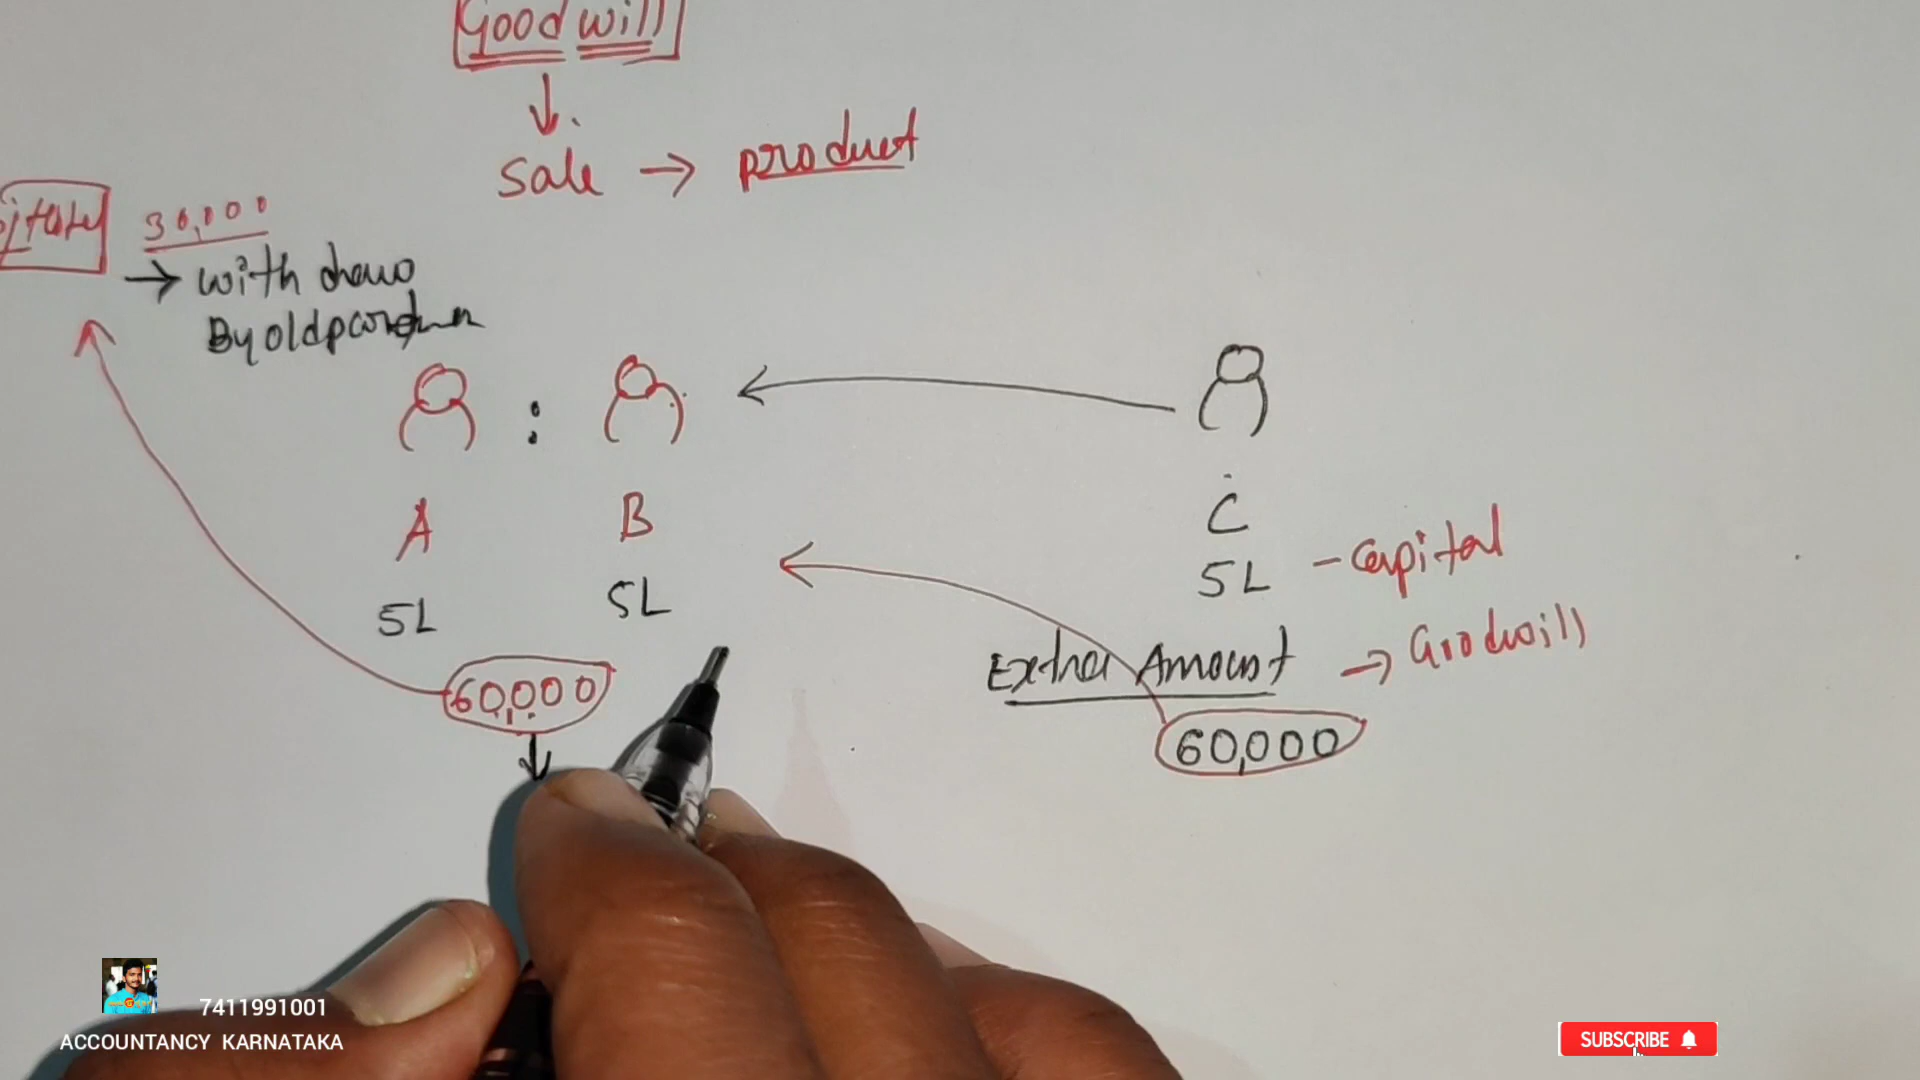 Goodwill
sale → product
30,000
→ with draw
By old partner
A : B
C
5L
5L
5L - Capital
Extra Amount → Goodwill
60,000
60,000
7411991001
ACCOUNTANCY KARNATAKA
SUBSCRIBE